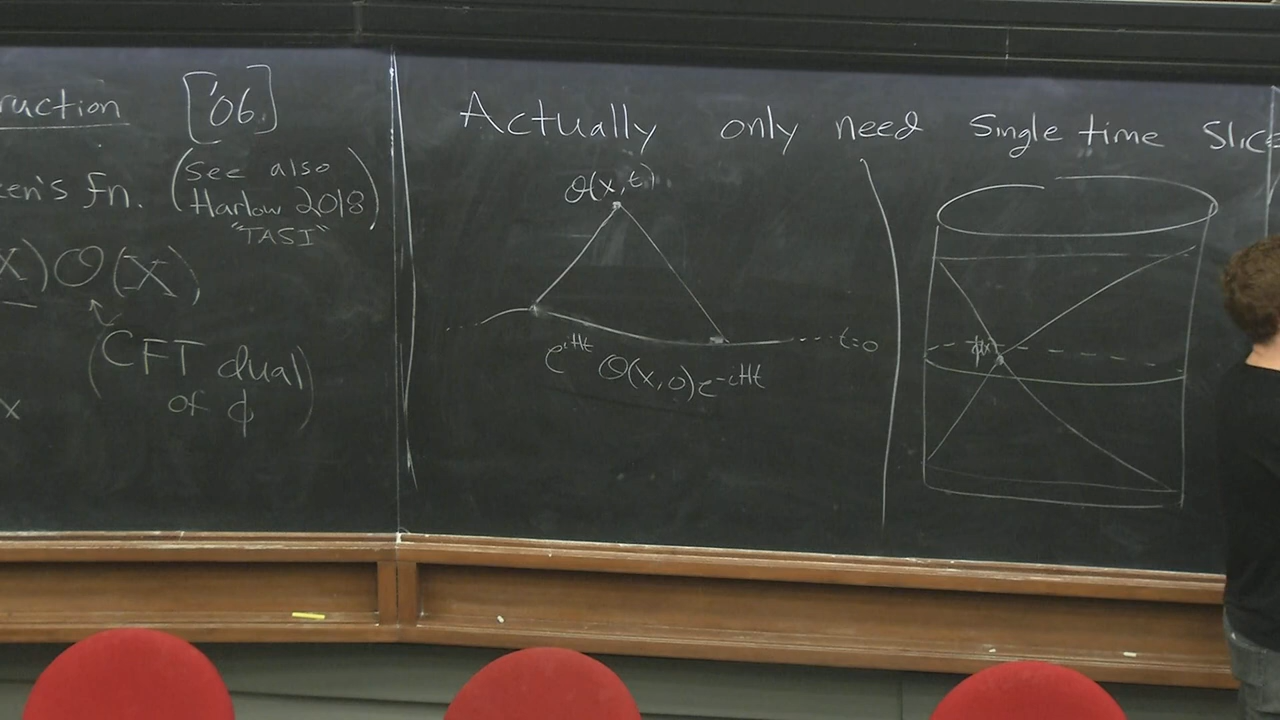 ruction ['06]
en's fn. (see also
Harlow 2018)
"TASI"
X) O(X)
(CFT dual
of ϕ)
x
Actually only need Single time Slice
O(x,t)
t=0
e^{iHt} O(x,0) e^{-iHt}
ϕ(x)